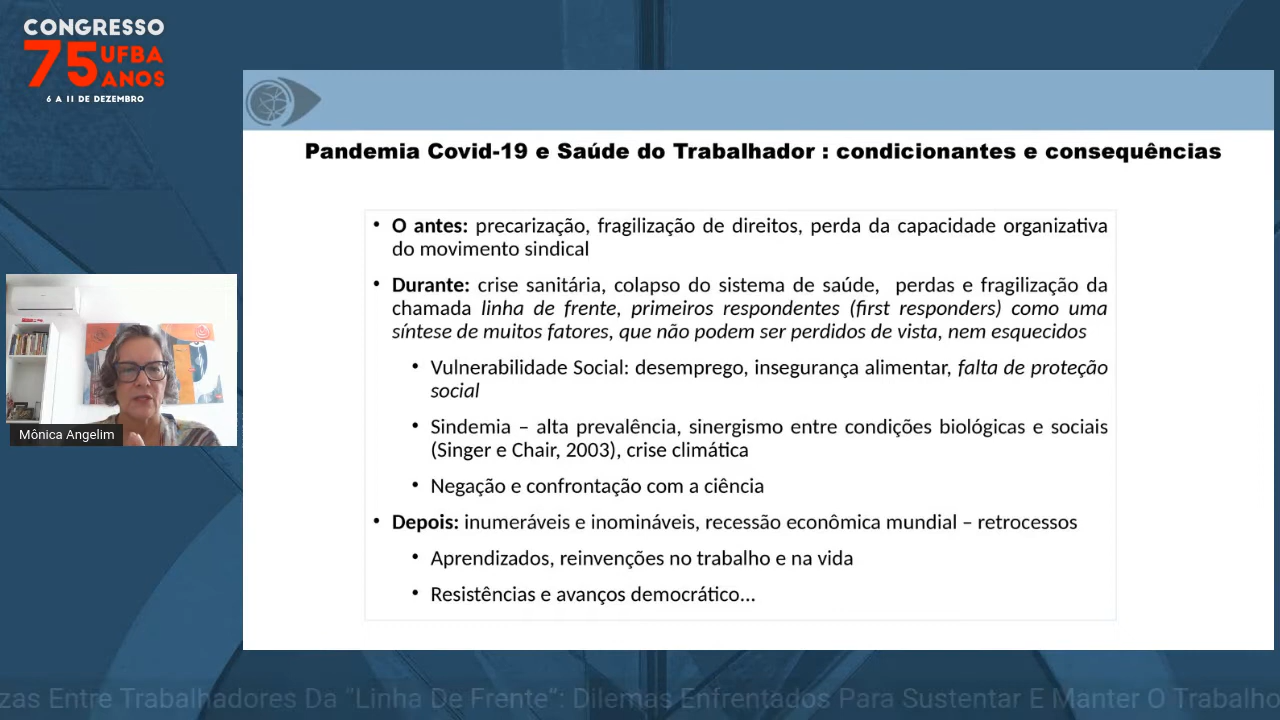 CONGRESSO
75 UFBA
ANOS
6 A 11 DE DEZEMBRO
Pandemia Covid-19 e Saúde do Trabalhador : condicionantes e consequências
• O antes: precarização, fragilização de direitos, perda da capacidade organizativa
do movimento sindical
• Durante: crise sanitária, colapso do sistema de saúde, perdas e fragilização da
chamada linha de frente, primeiros respondentes (first responders) como uma
síntese de muitos fatores, que não podem ser perdidos de vista, nem esquecidos
• Vulnerabilidade Social: desemprego, insegurança alimentar, falta de proteção
social
• Sindemia – alta prevalência, sinergismo entre condições biológicas e sociais
(Singer e Chair, 2003), crise climática
• Negação e confrontação com a ciência
• Depois: inumeráveis e inomináveis, recessão econômica mundial – retrocessos
• Aprendizados, reinvenções no trabalho e na vida
• Resistências e avanços democrático...
Mônica Angelim
zas Entre Trabalhadores Da "Linha De Frente": Dilemas Enfrentados Para Sustentar E Manter O Trabalho